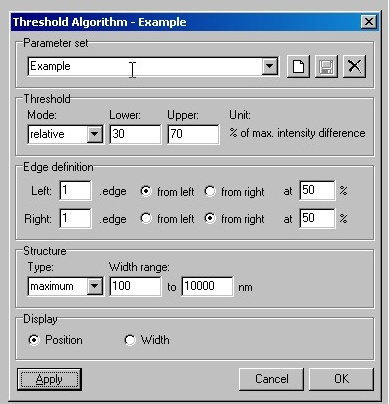 Threshold Algorithm - Example
Parameter set
Example
Threshold
Mode: Lower: Upper: Unit:
relative 30 70 % of max. intensity difference
Edge definition
Left: 1 .edge from left from right at 50 %
Right: 1 .edge from left from right at 50 %
Structure
Type: Width range:
maximum 100 to 10000 nm
Display
Position Width
Apply Cancel OK